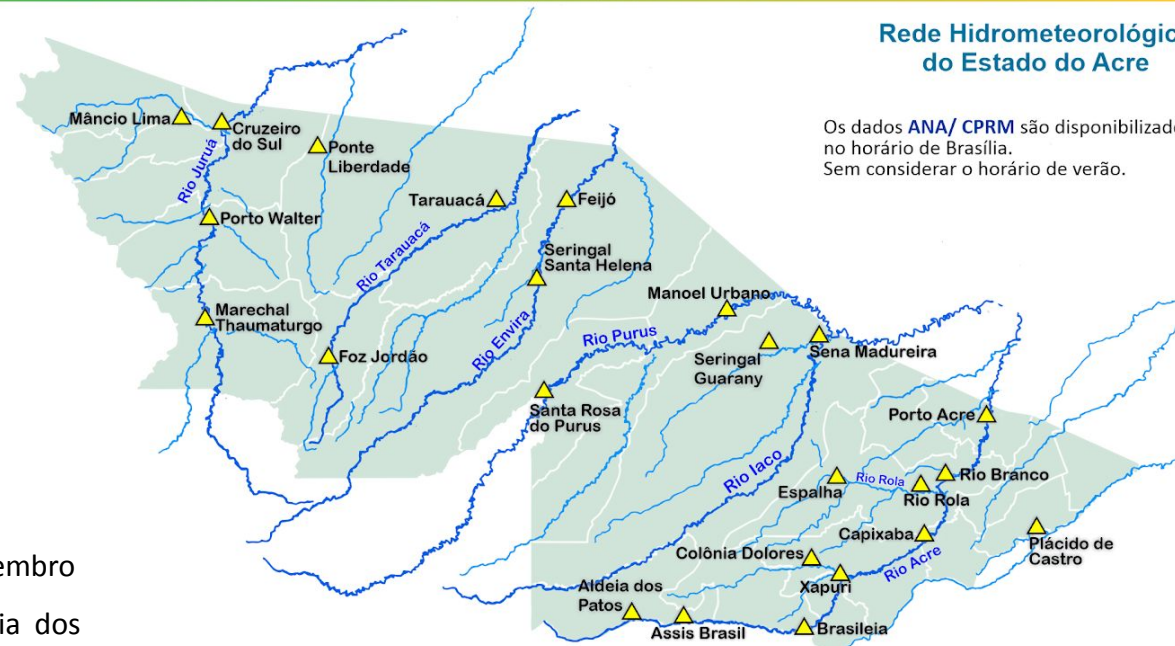 Rede Hidrometeorológic
do Estado do Acre
Os dados ANA/ CPRM são disponibilizado
no horário de Brasília.
Sem considerar o horário de verão.
Mâncio Lima
Cruzeiro
do Sul
Ponte
Liberdade
Rio Juruá
Porto Walter
Tarauacá
Feijó
Rio Tarauacá
Seringal
Santa Helena
Marechal
Thaumaturgo
Manoel Urbano
Foz Jordão
Rio Envira
Rio Purus
Seringal
Guarany
Sena Madureira
Santa Rosa
do Purus
Porto Acre
Rio Iaco
Espalha
Rio Rola
Rio Rola
Rio Branco
Capixaba
Plácido de
Castro
Colônia Dolores
Rio Acre
Xapuri
Aldeia dos
Patos
Assis Brasil
Brasileia
embro
ia dos